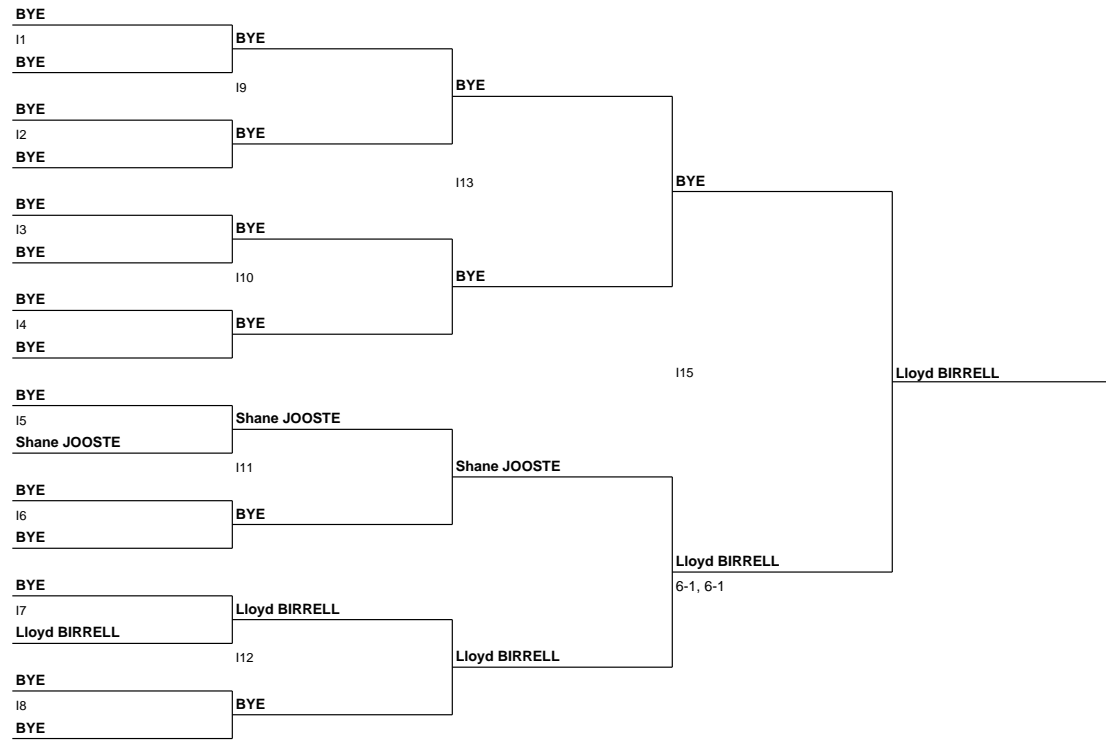 BYE
I1
BYE
BYE
I9
BYE
BYE
I2
BYE
BYE
I13
BYE
BYE
I3
BYE
BYE
I10
BYE
BYE
I4
BYE
BYE
I15
Lloyd BIRRELL
BYE
I5
Shane JOOSTE
Shane JOOSTE
I11
Shane JOOSTE
BYE
I6
BYE
BYE
Lloyd BIRRELL
6-1, 6-1
BYE
I7
Lloyd BIRRELL
Lloyd BIRRELL
I12
Lloyd BIRRELL
BYE
I8
BYE
BYE